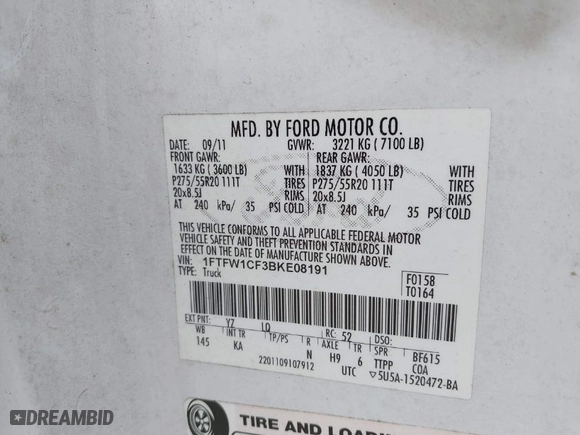 MFD. BY FORD MOTOR CO.
DATE: 09/11 GVWR: 3221 KG ( 7100 LB)
FRONT GAWR: REAR GAWR:
1633 KG ( 3600 LB) WITH 1837 KG ( 4050 LB) WITH
P275/55R20 111T TIRES P275/55R20 111T TIRES
20x8.5J RIMS 20x8.5J RIMS
AT 240 kPa/ 35 PSI COLD AT 240 kPa/ 35 PSI COLD
THIS VEHICLE CONFORMS TO ALL APPLICABLE FEDERAL MOTOR
VEHICLE SAFETY AND THEFT PREVENTION STANDARDS IN
EFFECT ON THE DATE OF MANUFACTURE SHOWN ABOVE.
VIN: 1FTFW1CF3BKE08191
TYPE: Truck
F0158
T0164
EXT PNT: YZ LQ RC: 52 DSO:
WB INT TR TP/PS R AXLE TR SPR BF615
145 KA N H9 6 TTPP COA
2201109107912 UTC ▽5U5A-1520472-BA
TIRE AND LOADIN
DREAMBID